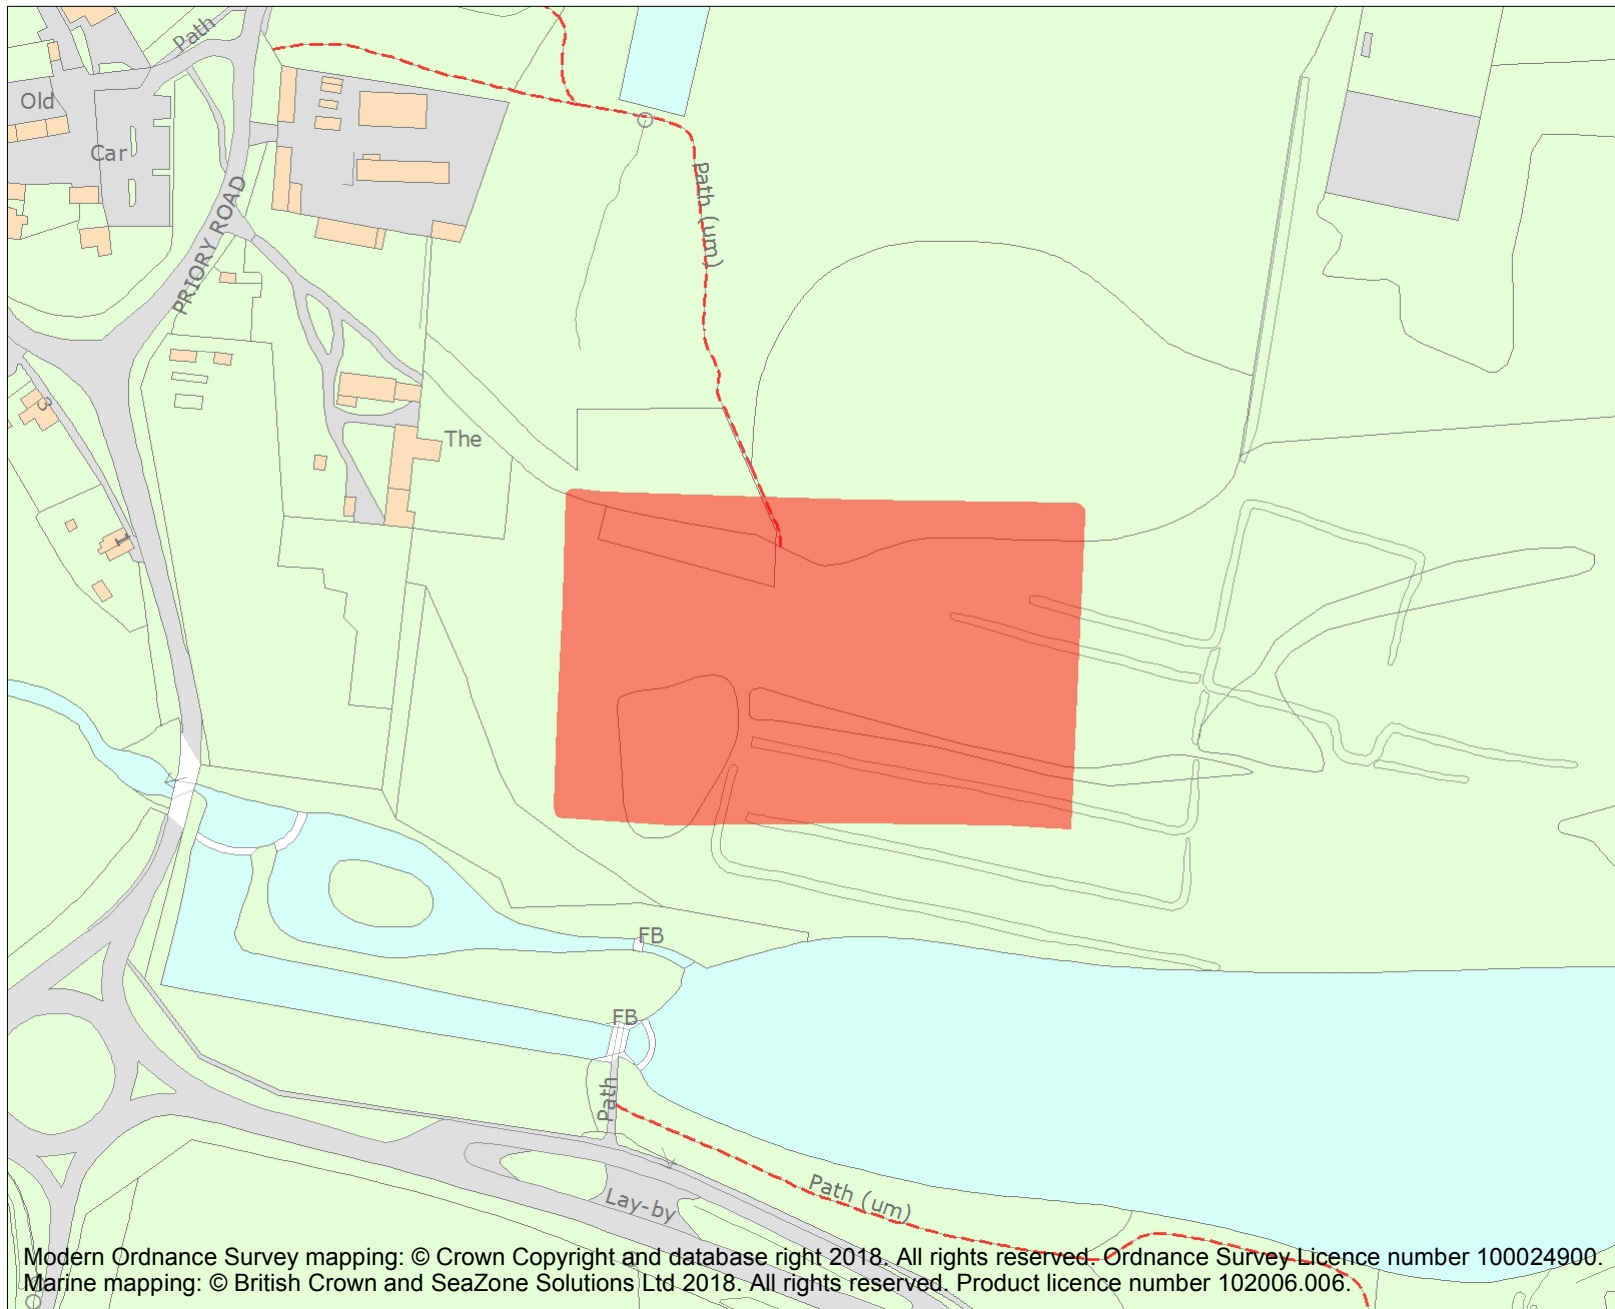 Path
Old
Car
PRIORY ROAD
Path (um)
3
The
1
FB
FB
Path
Path (um)
Lay-by
Modern Ordnance Survey mapping: © Crown Copyright and database right 2018. All rights reserved. Ordnance Survey Licence number 100024900.
Marine mapping: © British Crown and SeaZone Solutions Ltd 2018. All rights reserved. Product licence number 102006.006.